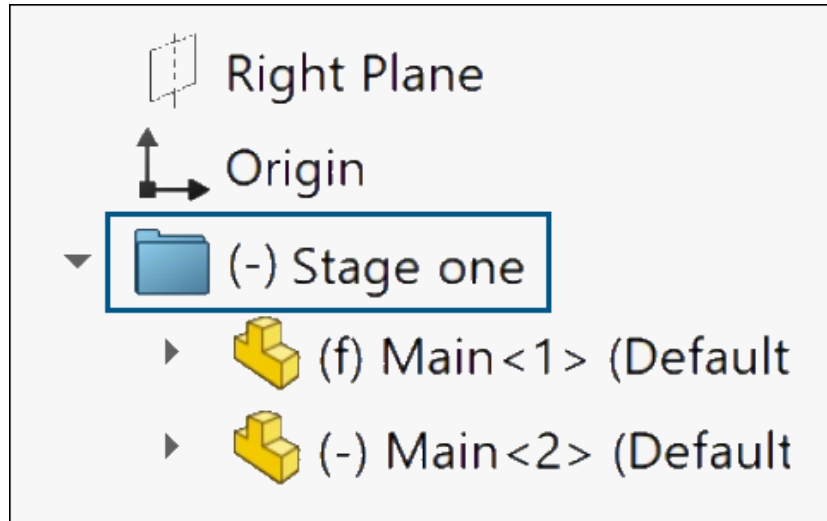 Right Plane
Origin
(-) Stage one
(f) Main<1> (Default
(-) Main<2> (Default